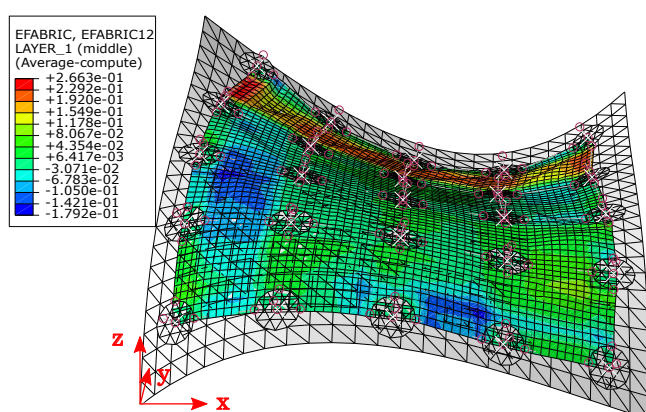 EFABRIC, EFABRIC12
LAYER_1 (middle)
(Average-compute)
+2.663e-01
+2.292e-01
+1.920e-01
+1.549e-01
+1.178e-01
+8.067e-02
+4.354e-02
+6.417e-03
-3.071e-02
-6.783e-02
-1.050e-01
-1.421e-01
-1.792e-01
z
y
x